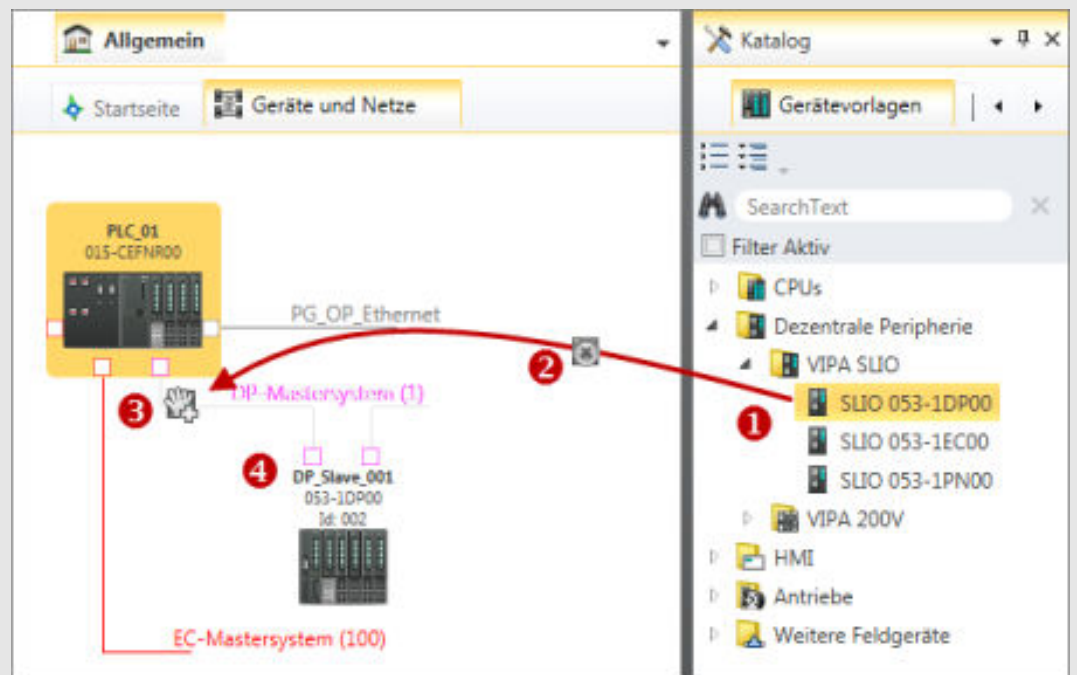 Allgemein
Startseite
Geräte und Netze
PLC_01
015-CEFNR00
PG_OP_Ethernet
2
3
DP-Mastersystem (1)
4
DP_Slave_001
053-1DP00
Id: 002
EC-Mastersystem (100)
Katalog
Gerätevorlagen
SearchText
Filter Aktiv
CPUs
Dezentrale Peripherie
VIPA SLIO
1
SLIO 053-1DP00
SLIO 053-1EC00
SLIO 053-1PN00
VIPA 200V
HMI
Antriebe
Weitere Feldgeräte